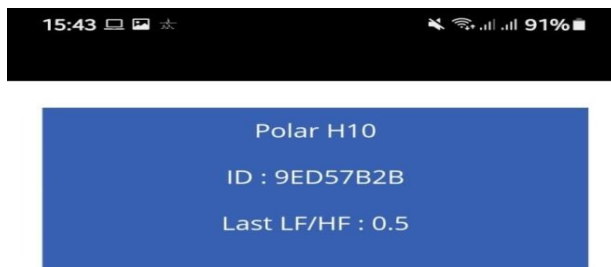 15:43 91%
Polar H10
ID : 9ED57B2B
Last LF/HF : 0.5